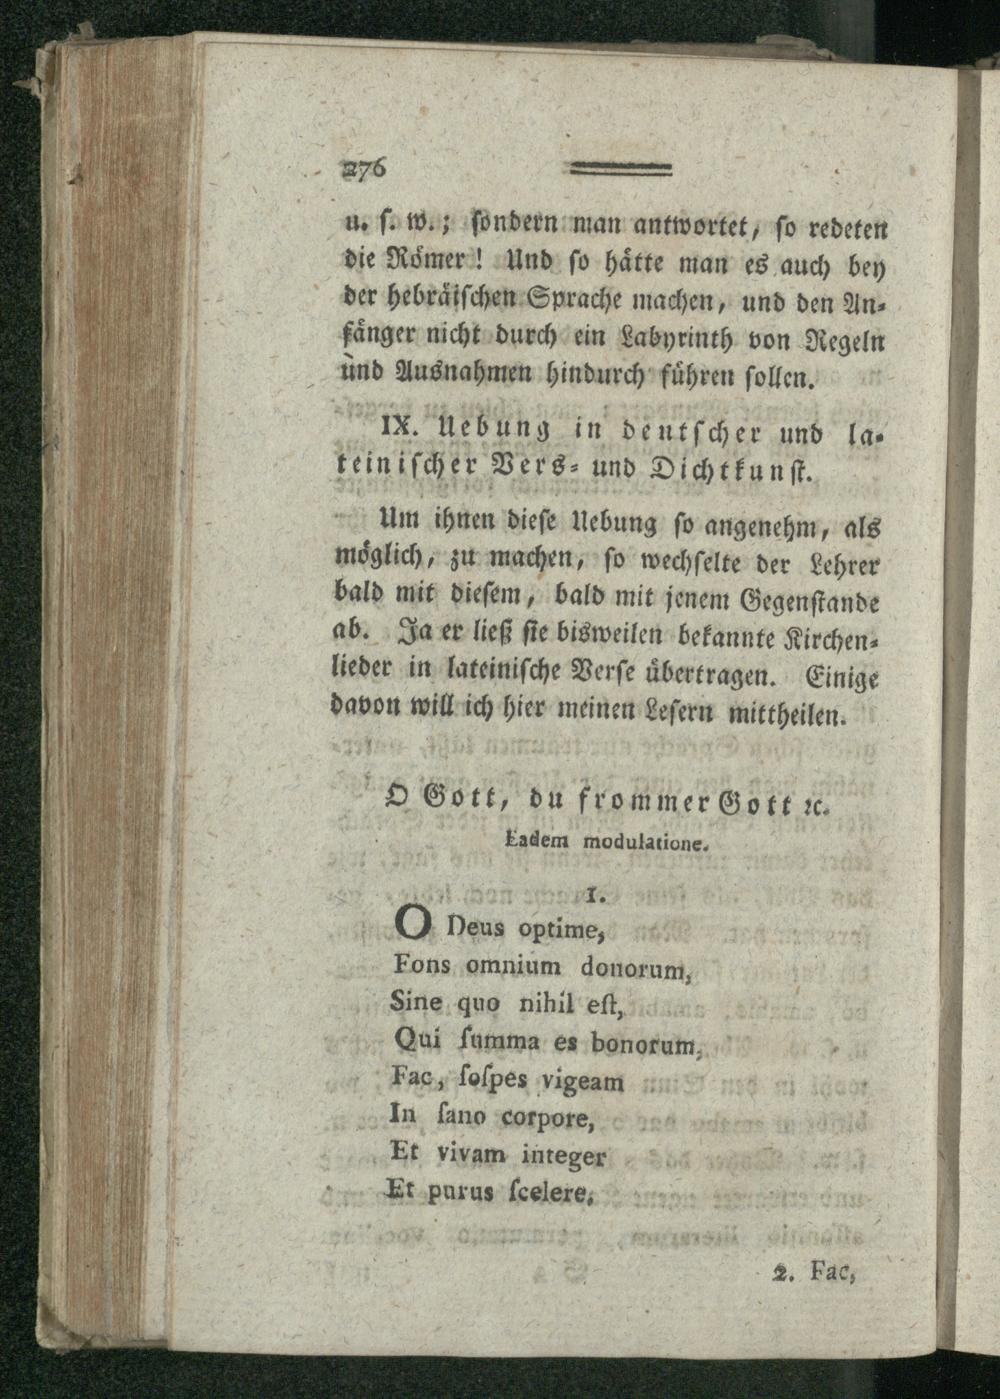 276
u. ſ. w.; ſondern man antwortet, ſo redeten
die Römer! Und ſo hätte man es auch bey
der hebräiſchen Sprache machen, und den An-
fänger nicht durch ein Labyrinth von Regeln
und Ausnahmen hindurch führen ſollen.
IX. Uebung in deutſcher und la-
teiniſcher Vers- und Dichtkunſt.
Um ihnen dieſe Uebung ſo angenehm, als
möglich, zu machen, ſo wechſelte der Lehrer
bald mit dieſem, bald mit jenem Gegenſtande
ab. Ja er ließ ſie bisweilen bekannte Kirchen-
lieder in lateiniſche Verſe übertragen. Einige
davon will ich hier meinen Leſern mittheilen.
O Gott, du frommer Gott ꝛc.
Eadem modulatione.
1.
O Deus optime,
Fons omnium donorum,
Sine quo nihil eſt,
Qui ſumma es bonorum,
Fac, ſoſpes vigeam
In ſano corpore,
Et vivam integer
Et purus ſcelere,
2. Fac,